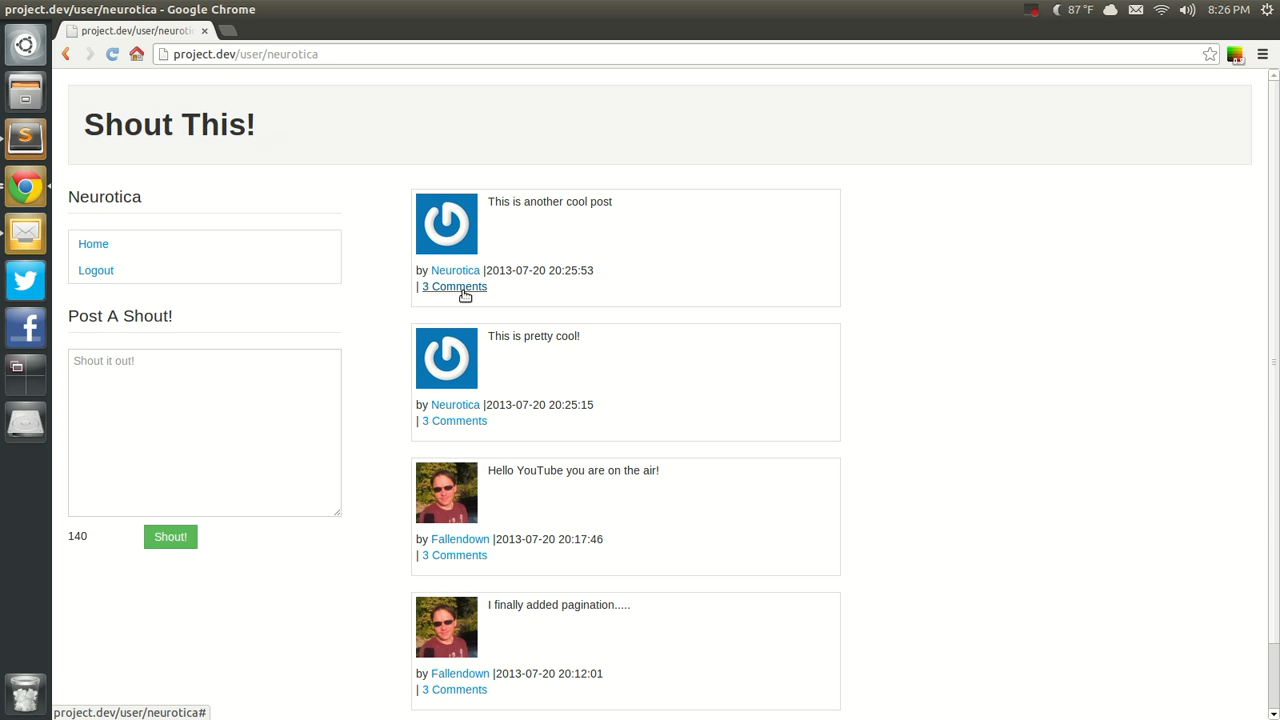 project.dev/user/neurotica - Google Chrome
87°F
8:26 PM
project.dev/user/neuroti
project.dev/user/neurotica
Shout This!
Neurotica
Home
Logout
Post A Shout!
Shout it out!
140
Shout!
This is another cool post
by Neurotica |2013-07-20 20:25:53
| 3 Comments
This is pretty cool!
by Neurotica |2013-07-20 20:25:15
| 3 Comments
Hello YouTube you are on the air!
by Fallendown |2013-07-20 20:17:46
| 3 Comments
I finally added pagination.....
by Fallendown |2013-07-20 20:12:01
| 3 Comments
project.dev/user/neurotica#